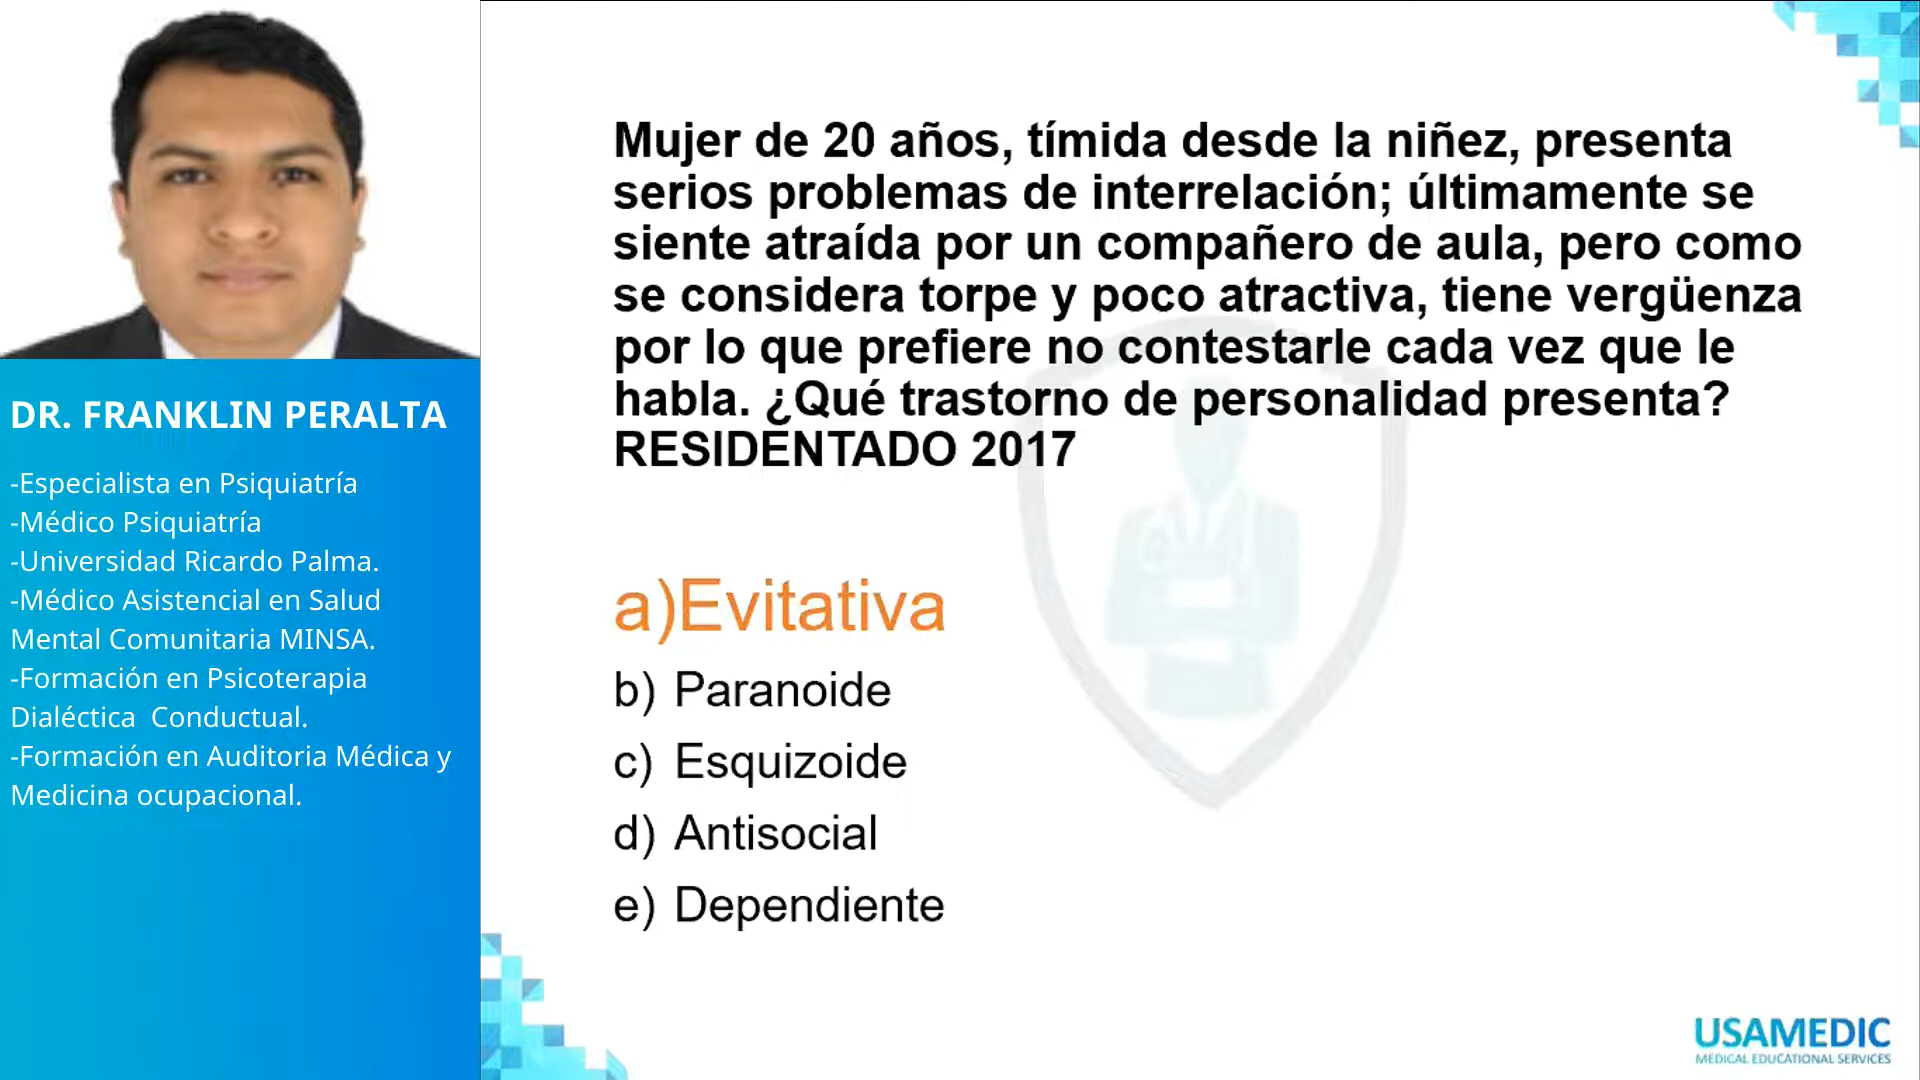 DR. FRANKLIN PERALTA
-Especialista en Psiquiatría
-Médico Psiquiatría
-Universidad Ricardo Palma.
-Médico Asistencial en Salud
Mental Comunitaria MINSA.
-Formación en Psicoterapia
Dialéctica  Conductual.
-Formación en Auditoria Médica y
Medicina ocupacional.
Mujer de 20 años, tímida desde la niñez, presenta
serios problemas de interrelación; últimamente se
siente atraída por un compañero de aula, pero como
se considera torpe y poco atractiva, tiene vergüenza
por lo que prefiere no contestarle cada vez que le
habla. ¿Qué trastorno de personalidad presenta?
RESIDENTADO 2017
a)Evitativa
b) Paranoide
c) Esquizoide
d) Antisocial
e) Dependiente
USAMEDIC
MEDICAL EDUCATIONAL SERVICES